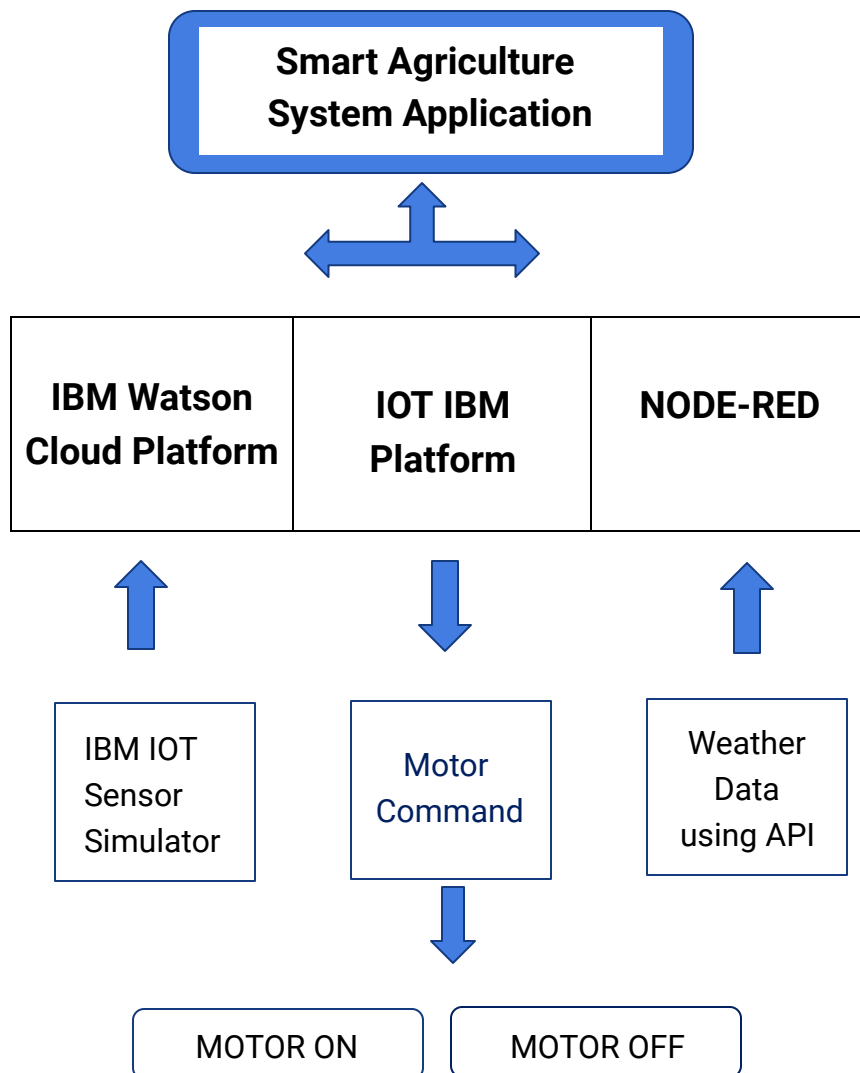 Smart Agriculture
System Application
IBM Watson
Cloud Platform
IOT IBM
Platform
NODE-RED
IBM IOT
Sensor
Simulator
Motor
Command
Weather
Data
using API
MOTOR ON
MOTOR OFF